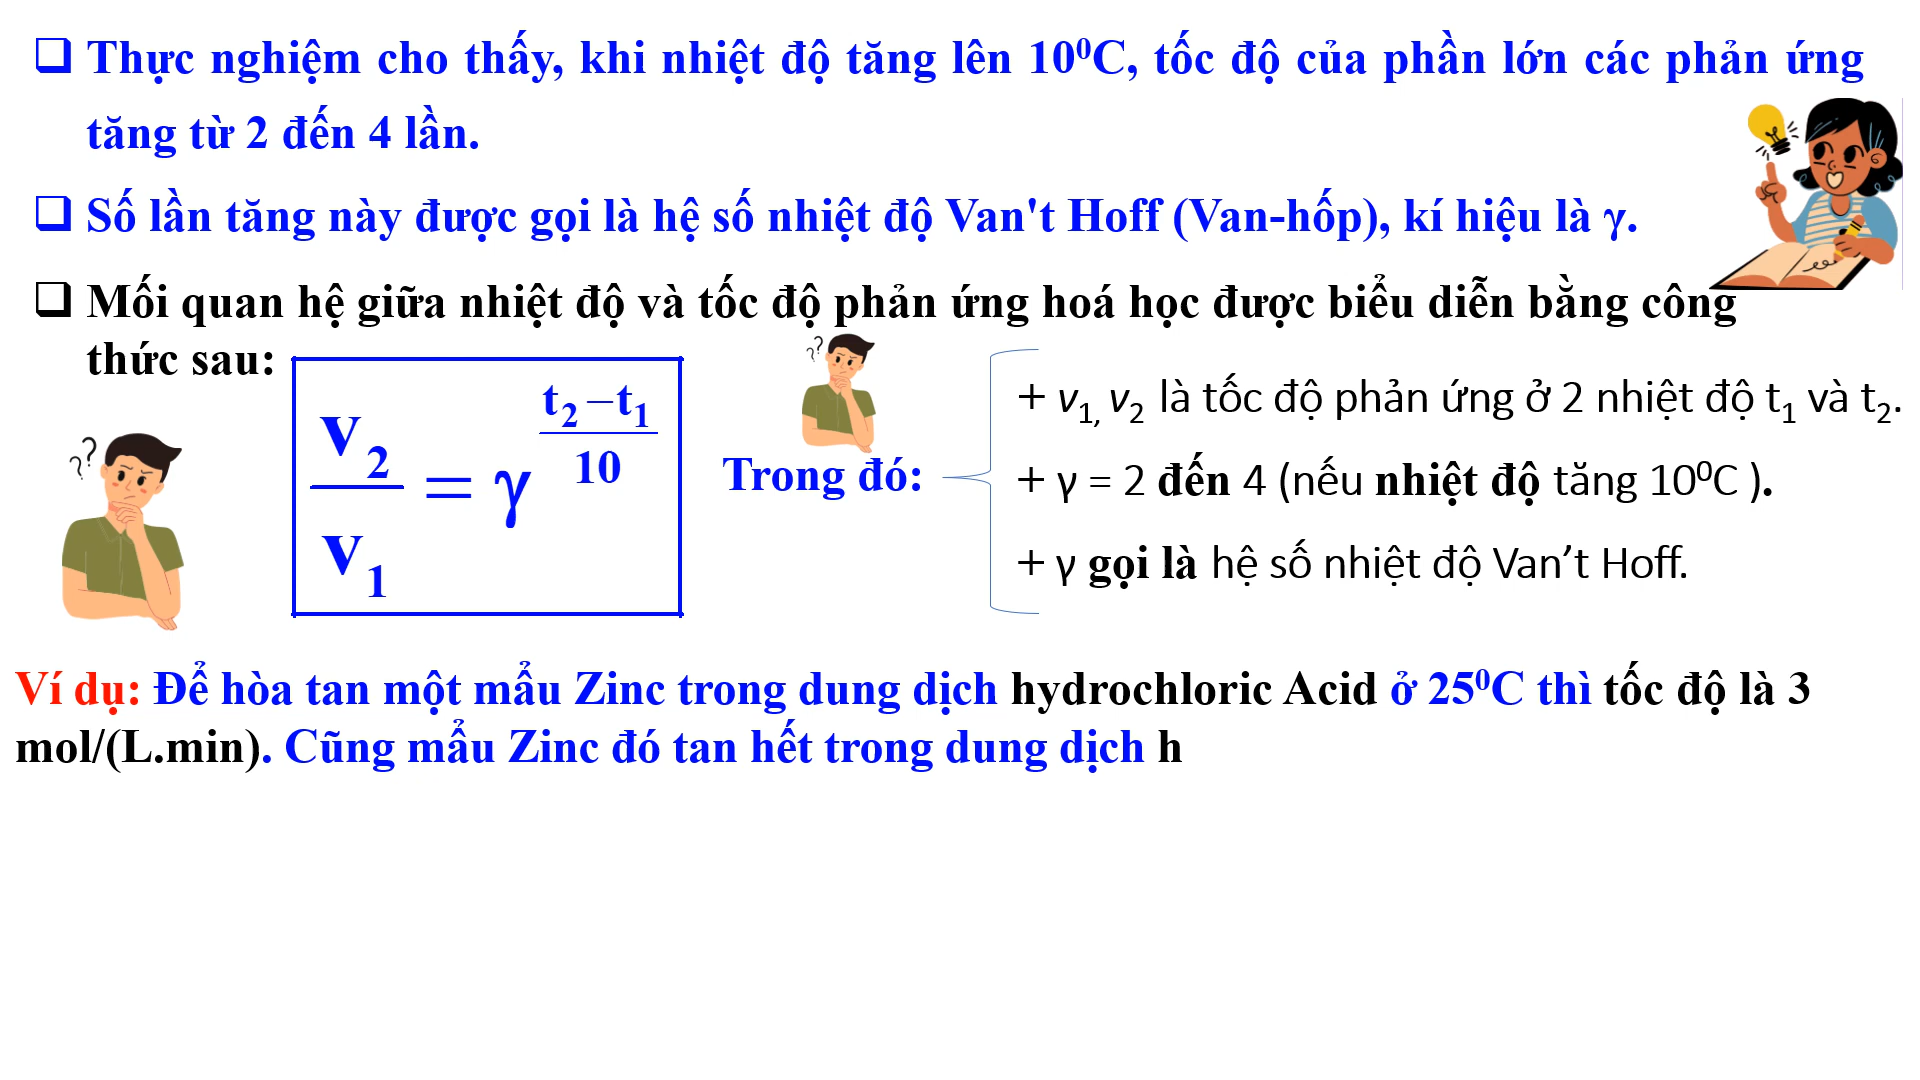 ❑ Thực nghiệm cho thấy, khi nhiệt độ tăng lên 10⁰C, tốc độ của phần lớn các phản ứng
tăng từ 2 đến 4 lần.
❑ Số lần tăng này được gọi là hệ số nhiệt độ Van't Hoff (Van-hốp), kí hiệu là γ.
❑ Mối quan hệ giữa nhiệt độ và tốc độ phản ứng hoá học được biểu diễn bằng công
thức sau:
v₂/v₁ = γ^((t₂−t₁)/10)
??
??
Trong đó:
+ v₁, v₂ là tốc độ phản ứng ở 2 nhiệt độ t₁ và t₂.
+ γ = 2 đến 4 (nếu nhiệt độ tăng 10⁰C ).
+ γ gọi là hệ số nhiệt độ Van’t Hoff.
Ví dụ: Để hòa tan một mẩu Zinc trong dung dịch hydrochloric Acid ở 25⁰C thì tốc độ là 3
mol/(L.min). Cũng mẩu Zinc đó tan hết trong dung dịch h